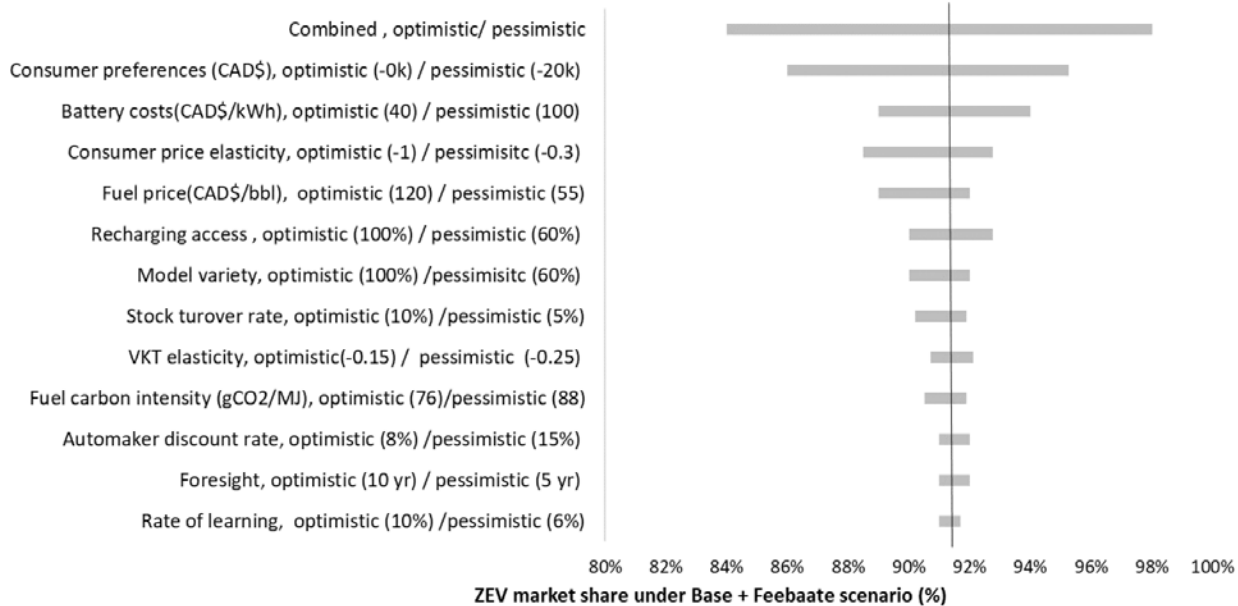 Combined , optimistic/ pessimistic
Consumer preferences (CAD$), optimistic (-0k) / pessimistic (-20k)
Battery costs(CAD$/kWh), optimistic (40) / pessimistic (100)
Consumer price elasticity, optimistic (-1) / pessimisitc (-0.3)
Fuel price(CAD$/bbl),  optimistic (120) / pessimistic (55)
Recharging access , optimistic (100%) / pessimistic (60%)
Model variety, optimistic (100%) /pessimisitc (60%)
Stock turover rate, optimistic (10%) /pessimistic (5%)
VKT elasticity, optimistic(-0.15) /  pessimistic  (-0.25)
Fuel carbon intensity (gCO2/MJ), optimistic (76)/pessimistic (88)
Automaker discount rate, optimistic (8%) /pessimistic (15%)
Foresight, optimistic (10 yr) / pessimistic (5 yr)
Rate of learning,  optimistic (10%) /pessimistic (6%)
80% 82% 84% 86% 88% 90% 92% 94% 96% 98% 100%
ZEV market share under Base + Feebaate scenario (%)